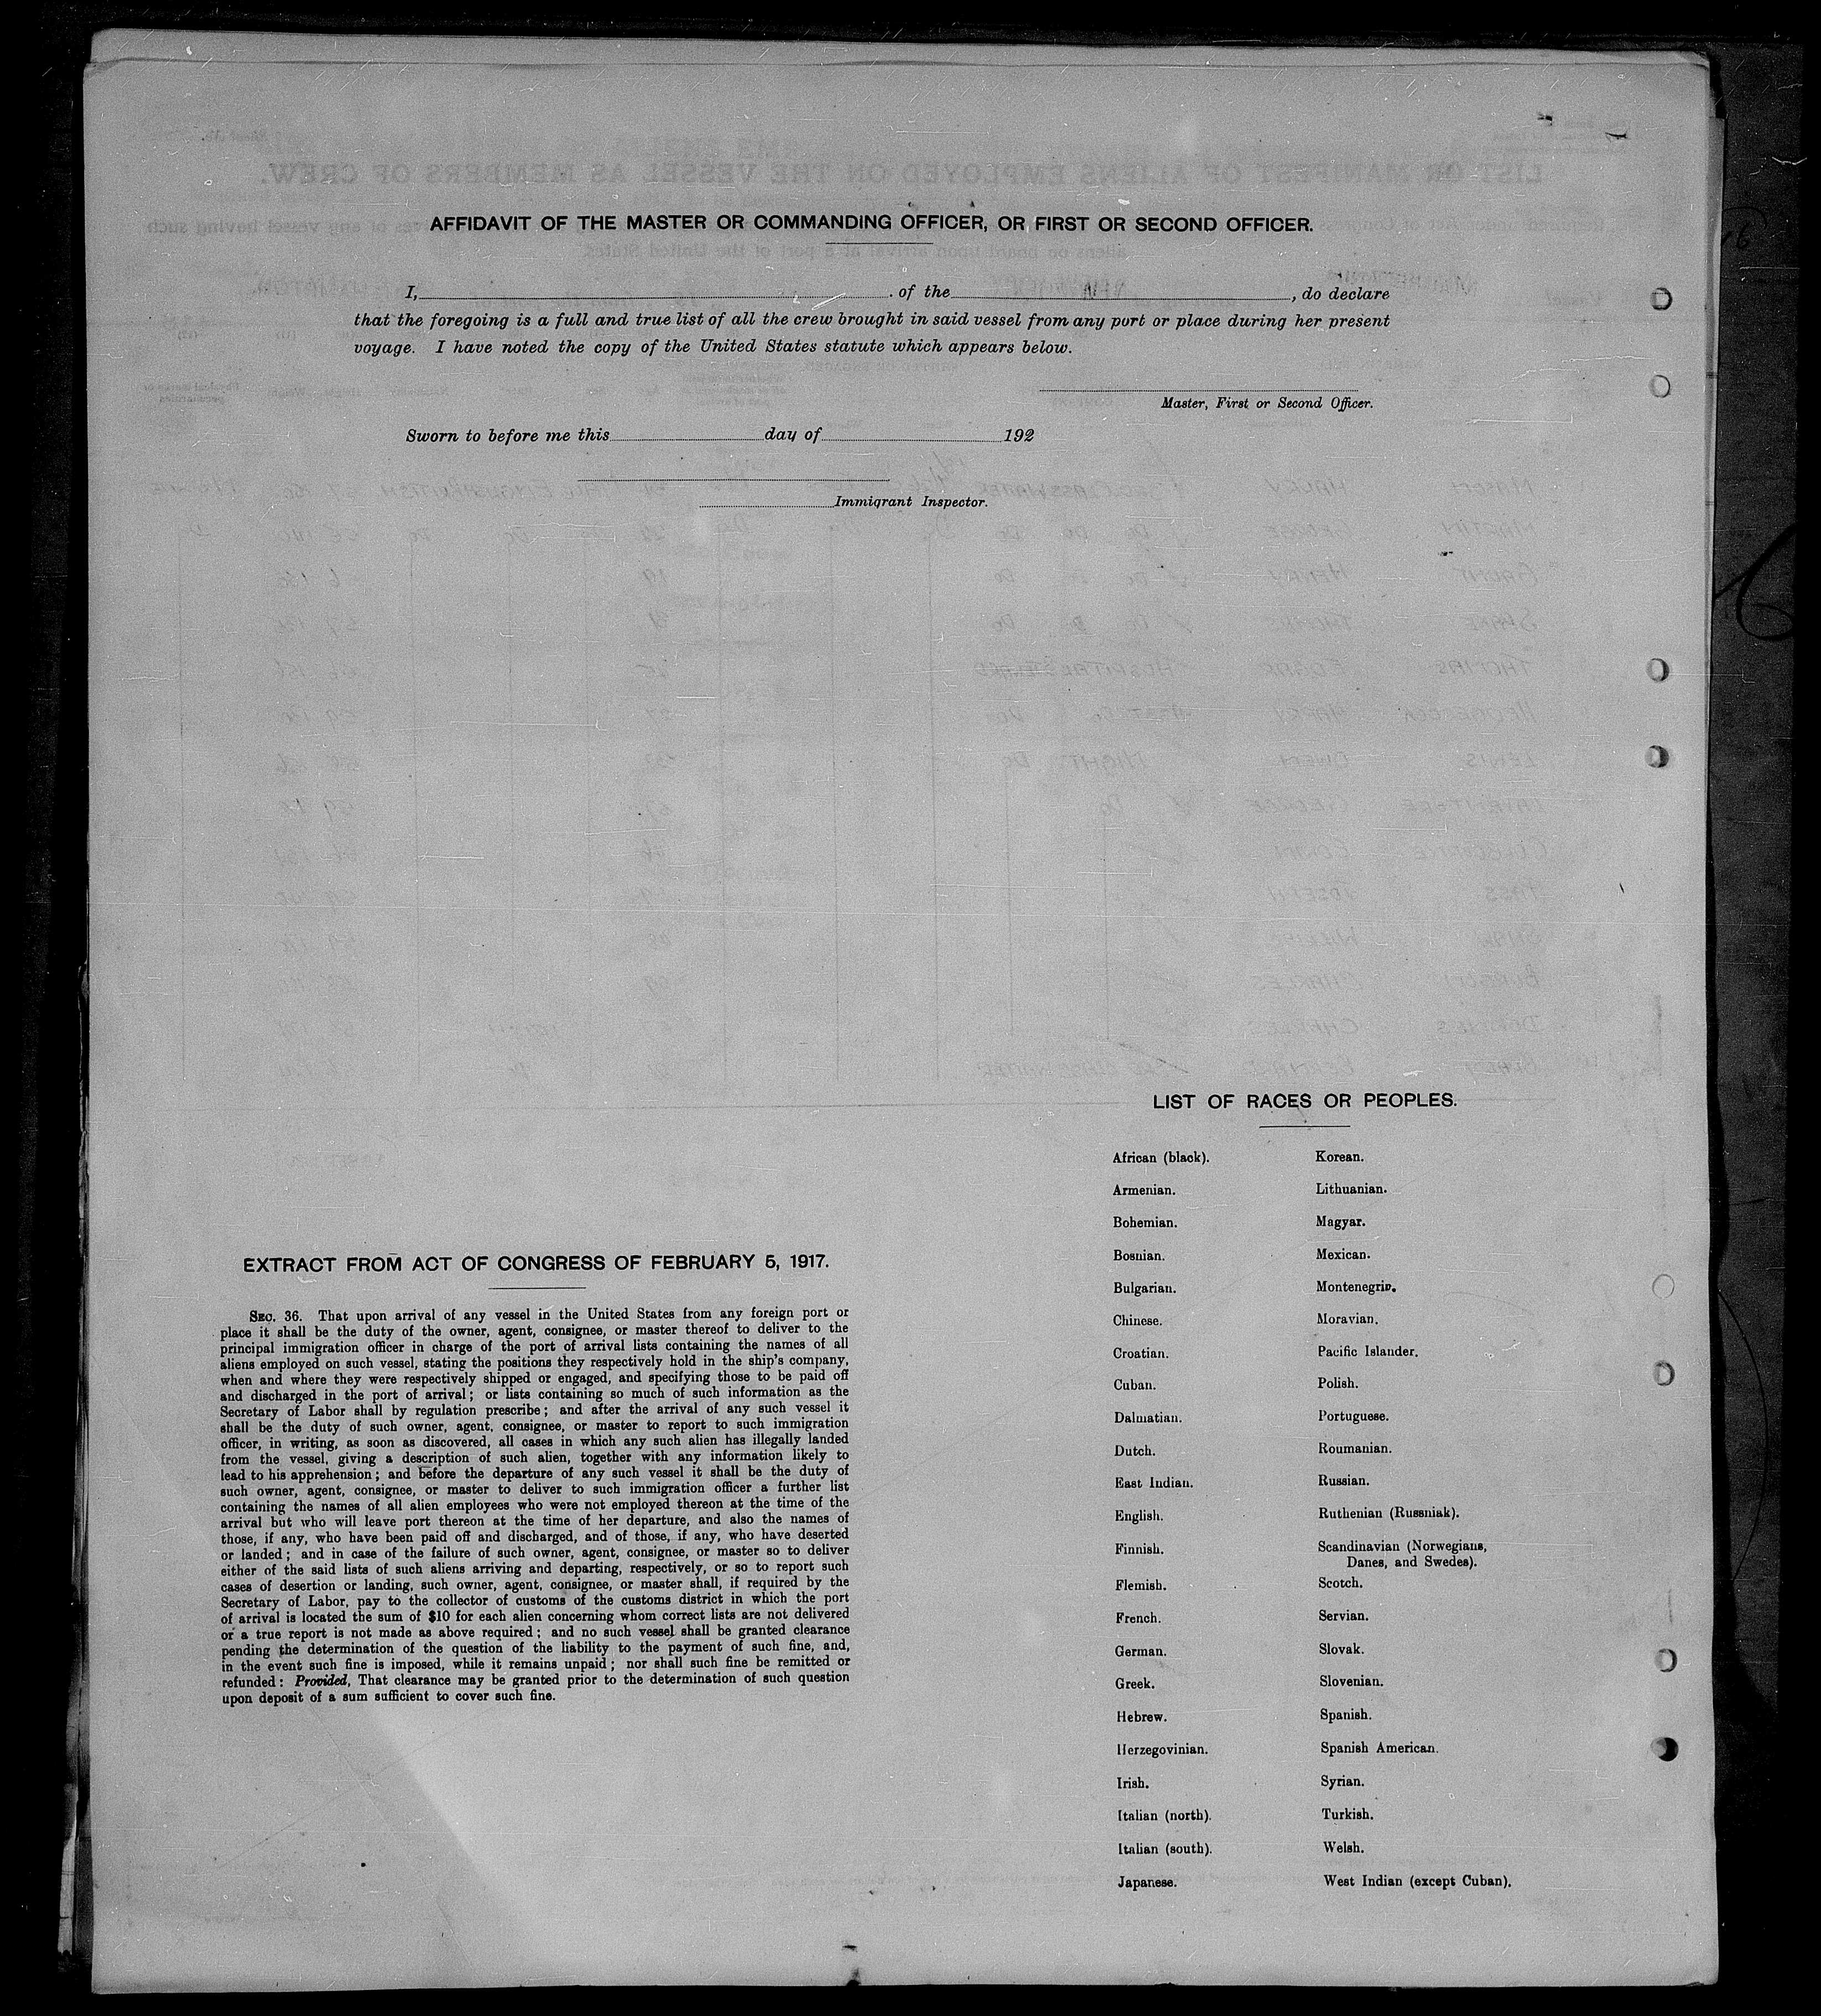 AFFIDAVIT OF THE MASTER OR COMMANDING OFFICER, OR FIRST OR SECOND OFFICER.
I, of the , do declare
that the foregoing is a full and true list of all the crew brought in said vessel from any port or place during her present
voyage. I have noted the copy of the United States statute which appears below.
Master, First or Second Officer.
Sworn to before me this day of 192
Immigrant Inspector.
EXTRACT FROM ACT OF CONGRESS OF FEBRUARY 5, 1917.
SEC. 36. That upon arrival of any vessel in the United States from any foreign port or
place it shall be the duty of the owner, agent, consignee, or master thereof to deliver to the
principal immigration officer in charge of the port of arrival lists containing the names of all
aliens employed on such vessel, stating the positions they respectively hold in the ship's company,
when and where they were respectively shipped or engaged, and specifying those to be paid off
and discharged in the port of arrival; or lists containing so much of such information as the
Secretary of Labor shall by regulation prescribe; and after the arrival of any such vessel it
shall be the duty of such owner, agent, consignee, or master to report to such immigration
officer, in writing, as soon as discovered, all cases in which any such alien has illegally landed
from the vessel, giving a description of such alien, together with any information likely to
lead to his apprehension; and before the departure of any such vessel it shall be the duty of
such owner, agent, consignee, or master to deliver to such immigration officer a further list
containing the names of all alien employees who were not employed thereon at the time of the
arrival but who will leave port thereon at the time of her departure, and also the names of
those, if any, who have been paid off and discharged, and of those, if any, who have deserted
or landed; and in case of the failure of such owner, agent, consignee, or master so to deliver
either of the said lists of such aliens arriving and departing, respectively, or so to report such
cases of desertion or landing, such owner, agent, consignee, or master shall, if required by the
Secretary of Labor, pay to the collector of customs of the customs district in which the port
of arrival is located the sum of $10 for each alien concerning whom correct lists are not delivered
or a true report is not made as above required; and no such vessel shall be granted clearance
pending the determination of the question of the liability to the payment of such fine, and,
in the event such fine is imposed, while it remains unpaid; nor shall such fine be remitted or
refunded: Provided, That clearance may be granted prior to the determination of such question
upon deposit of a sum sufficient to cover such fine.
LIST OF RACES OR PEOPLES.
African (black).
Armenian.
Bohemian.
Bosnian.
Bulgarian.
Chinese.
Croatian.
Cuban.
Dalmatian.
Dutch.
East Indian.
English.
Finnish.
Flemish.
French.
German.
Greek.
Hebrew.
Herzegovinian.
Irish.
Italian (north).
Italian (south).
Japanese.
Korean.
Lithuanian.
Magyar.
Mexican.
Montenegrin.
Moravian.
Pacific Islander.
Polish.
Portuguese.
Roumanian.
Russian.
Ruthenian (Russniak).
Scandinavian (Norwegians,
Danes, and Swedes).
Scotch.
Servian.
Slovak.
Slovenian.
Spanish.
Spanish American.
Syrian.
Turkish.
Welsh.
West Indian (except Cuban).